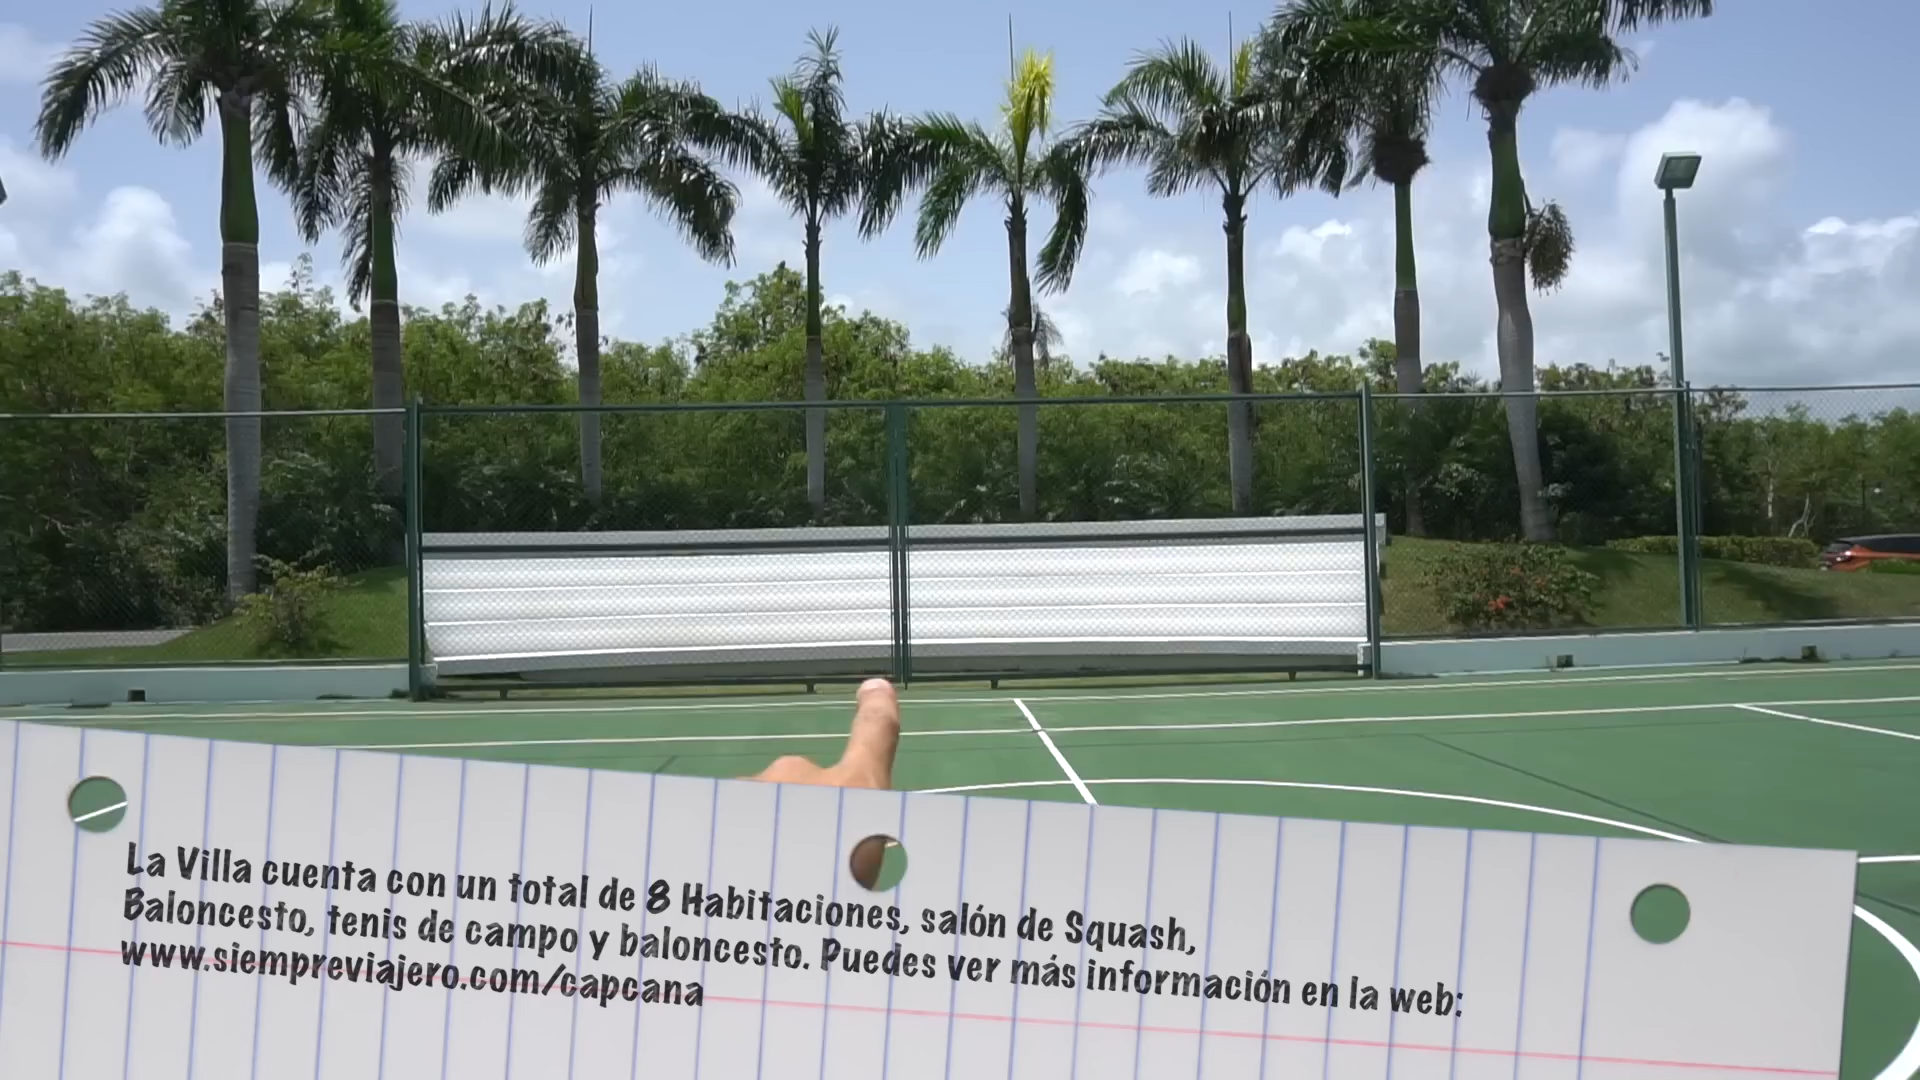 La Villa cuenta con un total de 8 Habitaciones, salón de Squash,
Baloncesto, tenis de campo y baloncesto. Puedes ver más información en la web:
www.siempreviajero.com/capcana